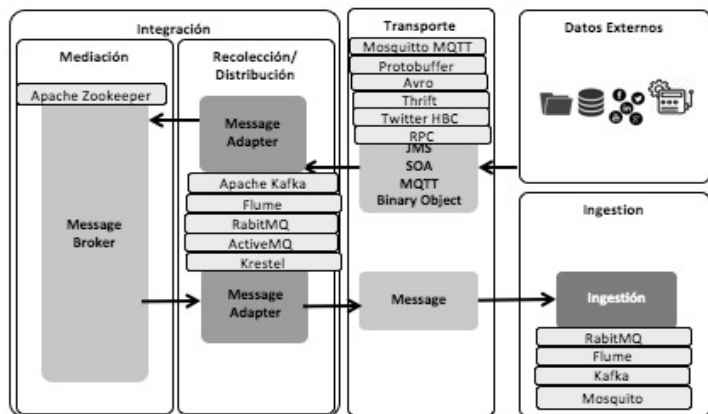 Integración
Mediación
Apache Zookeeper
Message
Broker
Recolección/
Distribución
Message
Adapter
Apache Kafka
Flume
RabitMQ
ActiveMQ
Krestel
Message
Adapter
Transporte
Mosquitto MQTT
Protobuffer
Avro
Thrift
Twitter HBC
RPC
JMS
SOA
MQTT
Binary Object
Message
Datos Externos
Ingestion
Ingestión
RabitMQ
Flume
Kafka
Mosquito